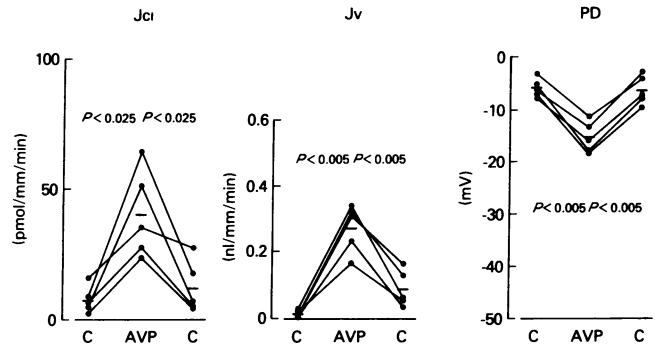 Jcı
Jv
PD
100
50
0
(pmol/mm/min)
P<0.025 P<0.025
C AVP C
0.6
0.4
0.2
0
(nl/mm/min)
P<0.005 P<0.005
C AVP C
0
-10
-20
-30
-40
-50
(mV)
P<0.005 P<0.005
C AVP C